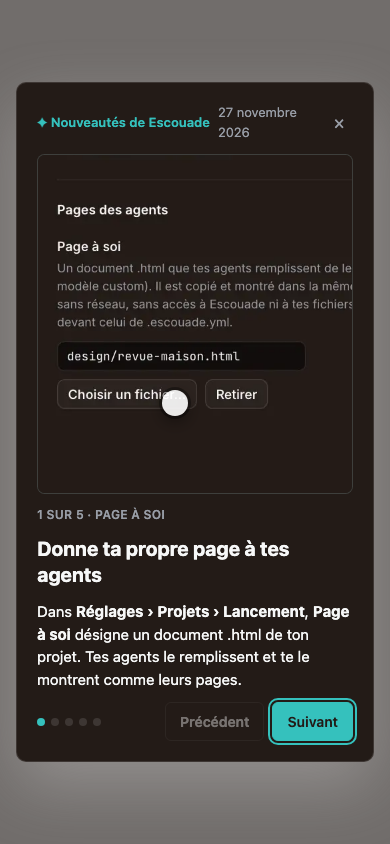 ✦ Nouveautés de Escouade
27 novembre
2026
×
Pages des agents
Page à soi
Un document .html que tes agents remplissent de le
modèle custom). Il est copié et montré dans la même
sans réseau, sans accès à Escouade ni à tes fichiers
devant celui de .escouade.yml.
design/revue-maison.html
Choisir un fichier…
Retirer
1 SUR 5 · PAGE À SOI
Donne ta propre page à tes
agents
Dans Réglages › Projets › Lancement, Page
à soi désigne un document .html de ton
projet. Tes agents le remplissent et te le
montrent comme leurs pages.
Précédent
Suivant